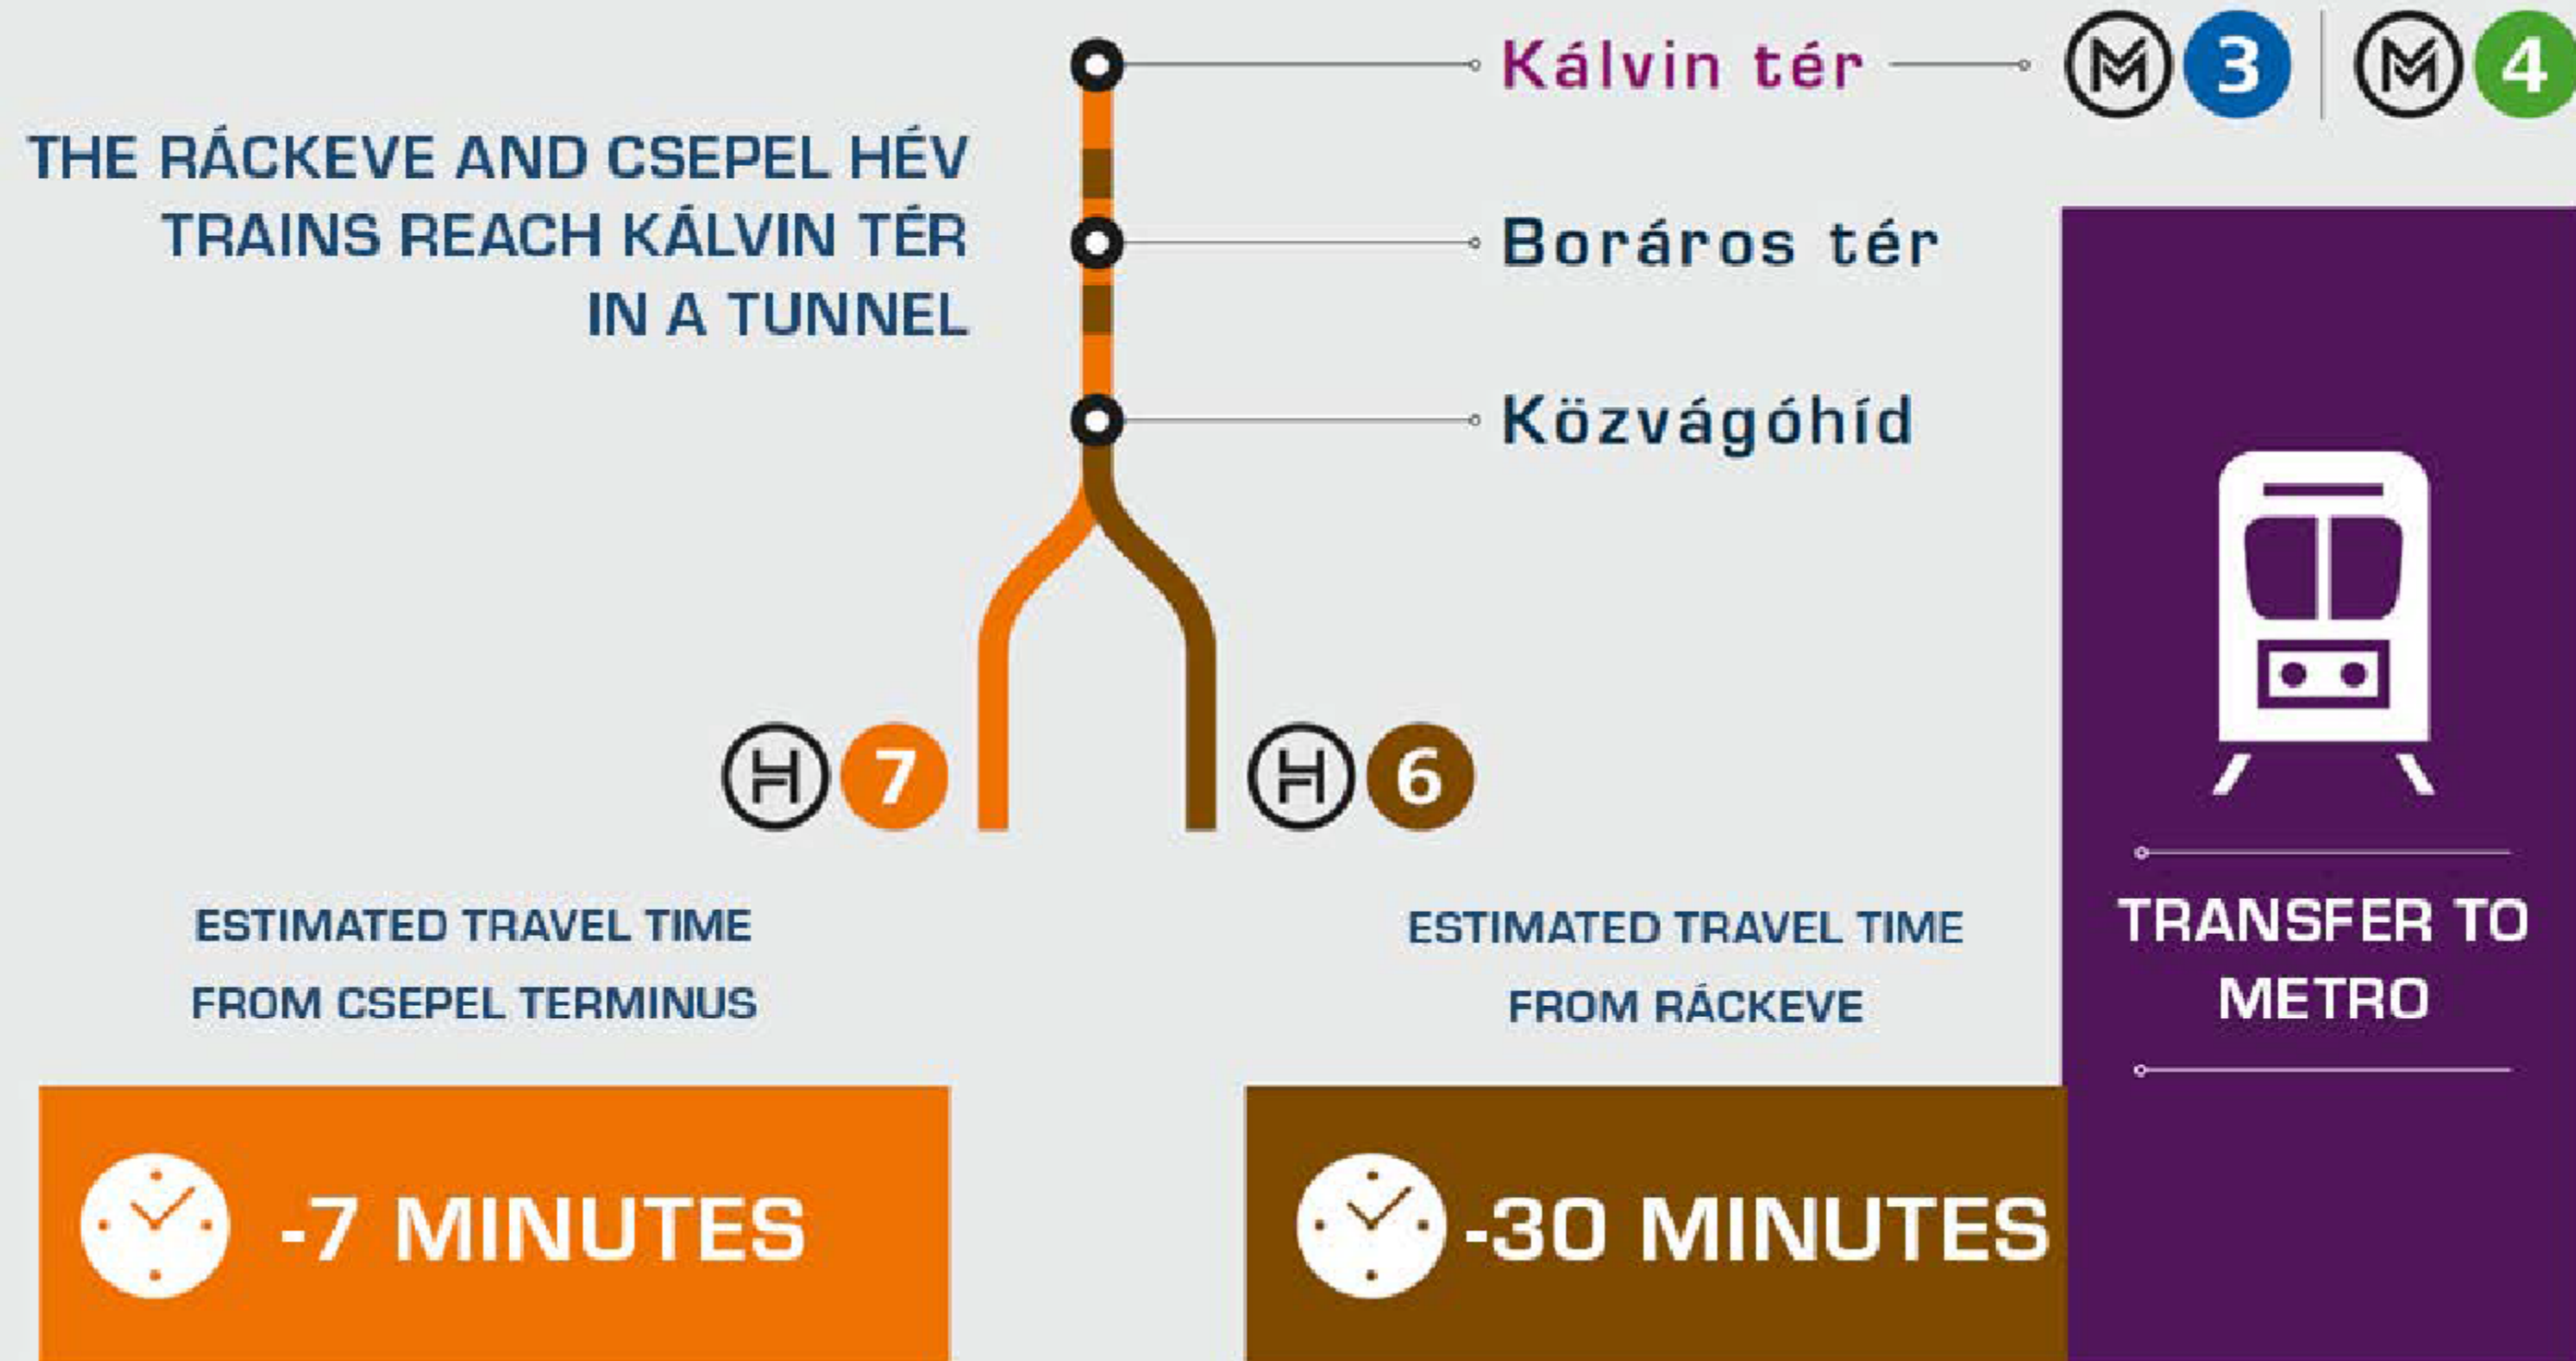 Kálvin tér
M 3 M 4
THE RÁCKEVE AND CSEPEL HÉV
TRAINS REACH KÁLVIN TÉR
IN A TUNNEL
Boráros tér
Közvágóhíd
H 7
H 6
ESTIMATED TRAVEL TIME
FROM CSEPEL TERMINUS
-7 MINUTES
ESTIMATED TRAVEL TIME
FROM RÁCKEVE
-30 MINUTES
TRANSFER TO
METRO